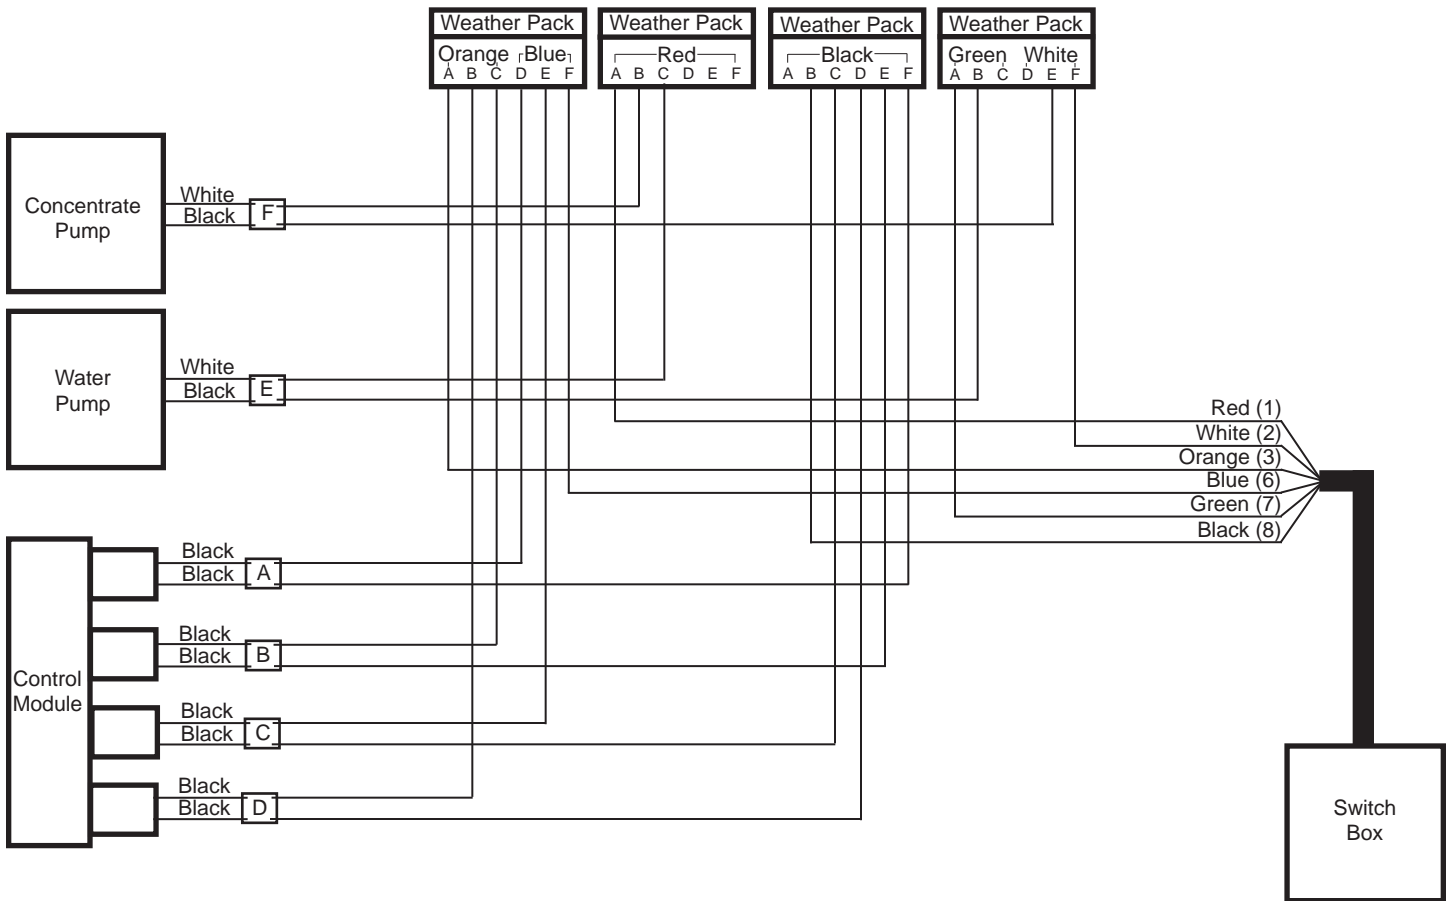 Weather Pack Weather Pack Weather Pack Weather Pack
Orange Blue Red Black Green White
A B C D E F A B C D E F A B C D E F A B C D E F
Concentrate
Pump
White
Black
F
Water
Pump
White
Black
E
Red (1)
White (2)
Orange (3)
Blue (6)
Green (7)
Black (8)
Control
Module
Black
Black
A
Black
Black
B
Black
Black
C
Black
Black
D
Switch
Box